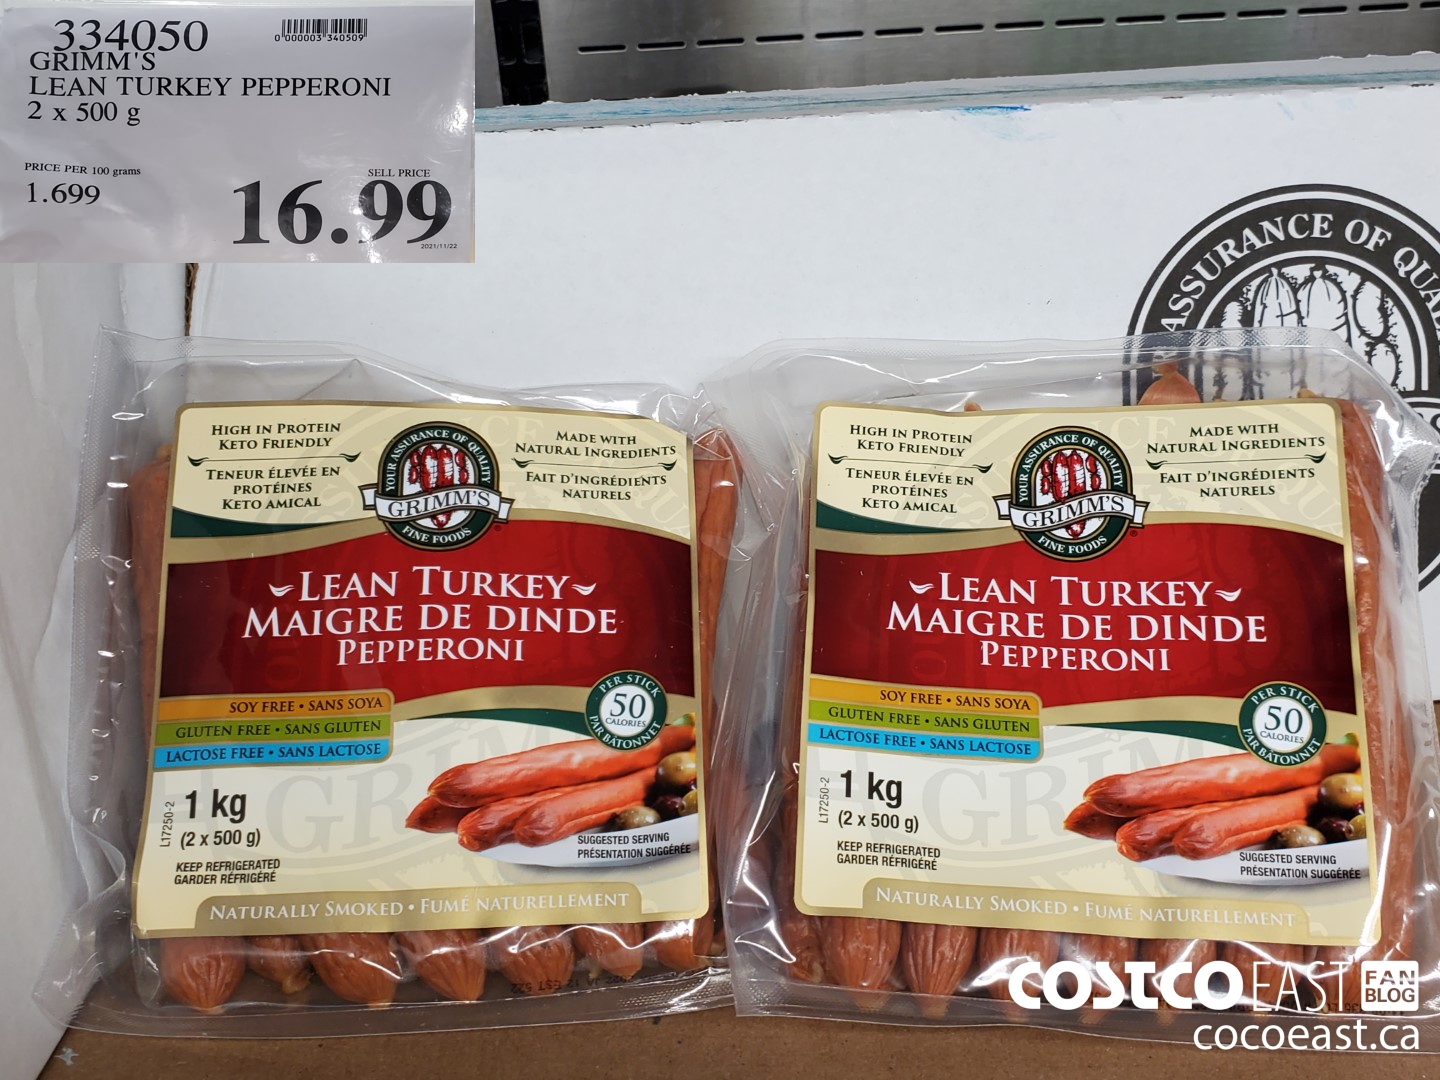 334050
0 000003 340509
GRIMM'S
LEAN TURKEY PEPPERONI
2 x 500 g
PRICE PER 100 grams
1.699
SELL PRICE
16.99
2021/11/22
ASSURANCE OF
HIGH IN PROTEIN
KETO FRIENDLY
TENEUR ÉLEVÉE EN
PROTÉINES
KETO AMICAL
YOUR ASSURANCE OF QUALITY
GRIMM'S
FINE FOODS
MADE WITH
NATURAL INGREDIENTS
FAIT D'INGRÉDIENTS
NATURELS
LEAN TURKEY
MAIGRE DE DINDE
PEPPERONI
SOY FREE • SANS SOYA
GLUTEN FREE • SANS GLUTEN
LACTOSE FREE • SANS LACTOSE
PER STICK
50
CALORIES
PAR BÂTONNET
L17250-2
1 kg
(2 x 500 g)
KEEP REFRIGERATED
GARDER RÉFRIGÉRÉ
SUGGESTED SERVING
PRÉSENTATION SUGGÉRÉE
NATURALLY SMOKED • FUMÉ NATURELLEMENT
HIGH IN PROTEIN
KETO FRIENDLY
TENEUR ÉLEVÉE EN
PROTÉINES
KETO AMICAL
YOUR ASSURANCE OF QUALITY
GRIMM'S
FINE FOODS
MADE WITH
NATURAL INGREDIENTS
FAIT D'INGRÉDIENTS
NATURELS
LEAN TURKEY
MAIGRE DE DINDE
PEPPERONI
SOY FREE • SANS SOYA
GLUTEN FREE • SANS GLUTEN
LACTOSE FREE • SANS LACTOSE
PER STICK
50
CALORIES
PAR BÂTONNET
L17250-2
1 kg
(2 x 500 g)
KEEP REFRIGERATED
GARDER RÉFRIGÉRÉ
SUGGESTED SERVING
PRÉSENTATION SUGGÉRÉE
NATURALLY SMOKED • FUMÉ NATURELLEMENT
COSTCO EAST FAN BLOG
cocoeast.ca